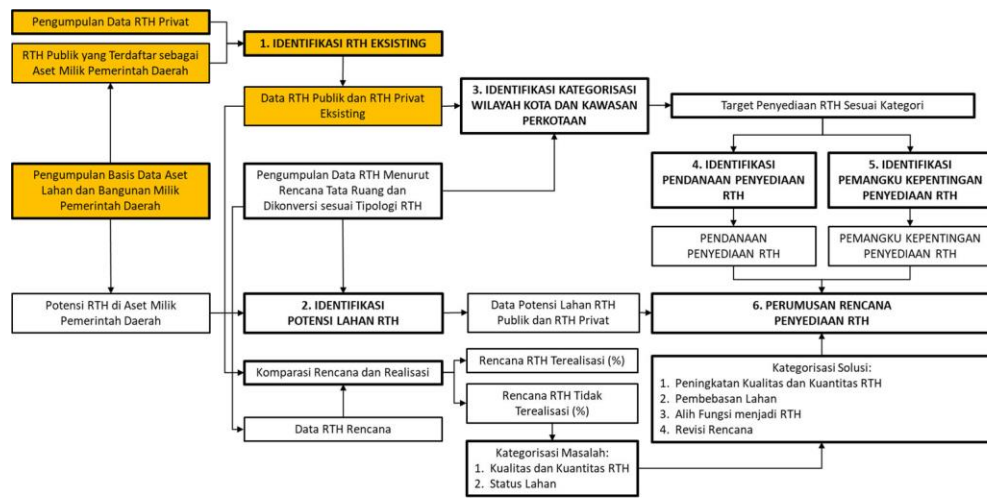 Pengumpulan Data RTH Privat
RTH Publik yang Terdaftar sebagai
Aset Milik Pemerintah Daerah
Pengumpulan Basis Data Aset
Lahan dan Bangunan Milik
Pemerintah Daerah
Potensi RTH di Aset Milik
Pemerintah Daerah
1. IDENTIFIKASI RTH EKSISTING
Data RTH Publik dan RTH Privat
Eksisting
Pengumpulan Data RTH Menurut
Rencana Tata Ruang dan
Dikonversi sesuai Tipologi RTH
2. IDENTIFIKASI
POTENSI LAHAN RTH
Komparasi Rencana dan Realisasi
Data RTH Rencana
3. IDENTIFIKASI KATEGORISASI
WILAYAH KOTA DAN KAWASAN
PERKOTAAN
Data Potensi Lahan RTH
Publik dan RTH Privat
Rencana RTH Terealisasi (%)
Rencana RTH Tidak
Terealisasi (%)
Kategorisasi Masalah:
1. Kualitas dan Kuantitas RTH
2. Status Lahan
Target Penyediaan RTH Sesuai Kategori
4. IDENTIFIKASI
PENDANAAN PENYEDIAAN
RTH
5. IDENTIFIKASI
PEMANGKU KEPENTINGAN
PENYEDIAAN RTH
PENDANAAN
PENYEDIAAN RTH
PEMANGKU KEPENTINGAN
PENYEDIAAN RTH
6. PERUMUSAN RENCANA
PENYEDIAAN RTH
Kategorisasi Solusi:
1. Peningkatan Kualitas dan Kuantitas RTH
2. Pembebasan Lahan
3. Alih Fungsi menjadi RTH
4. Revisi Rencana